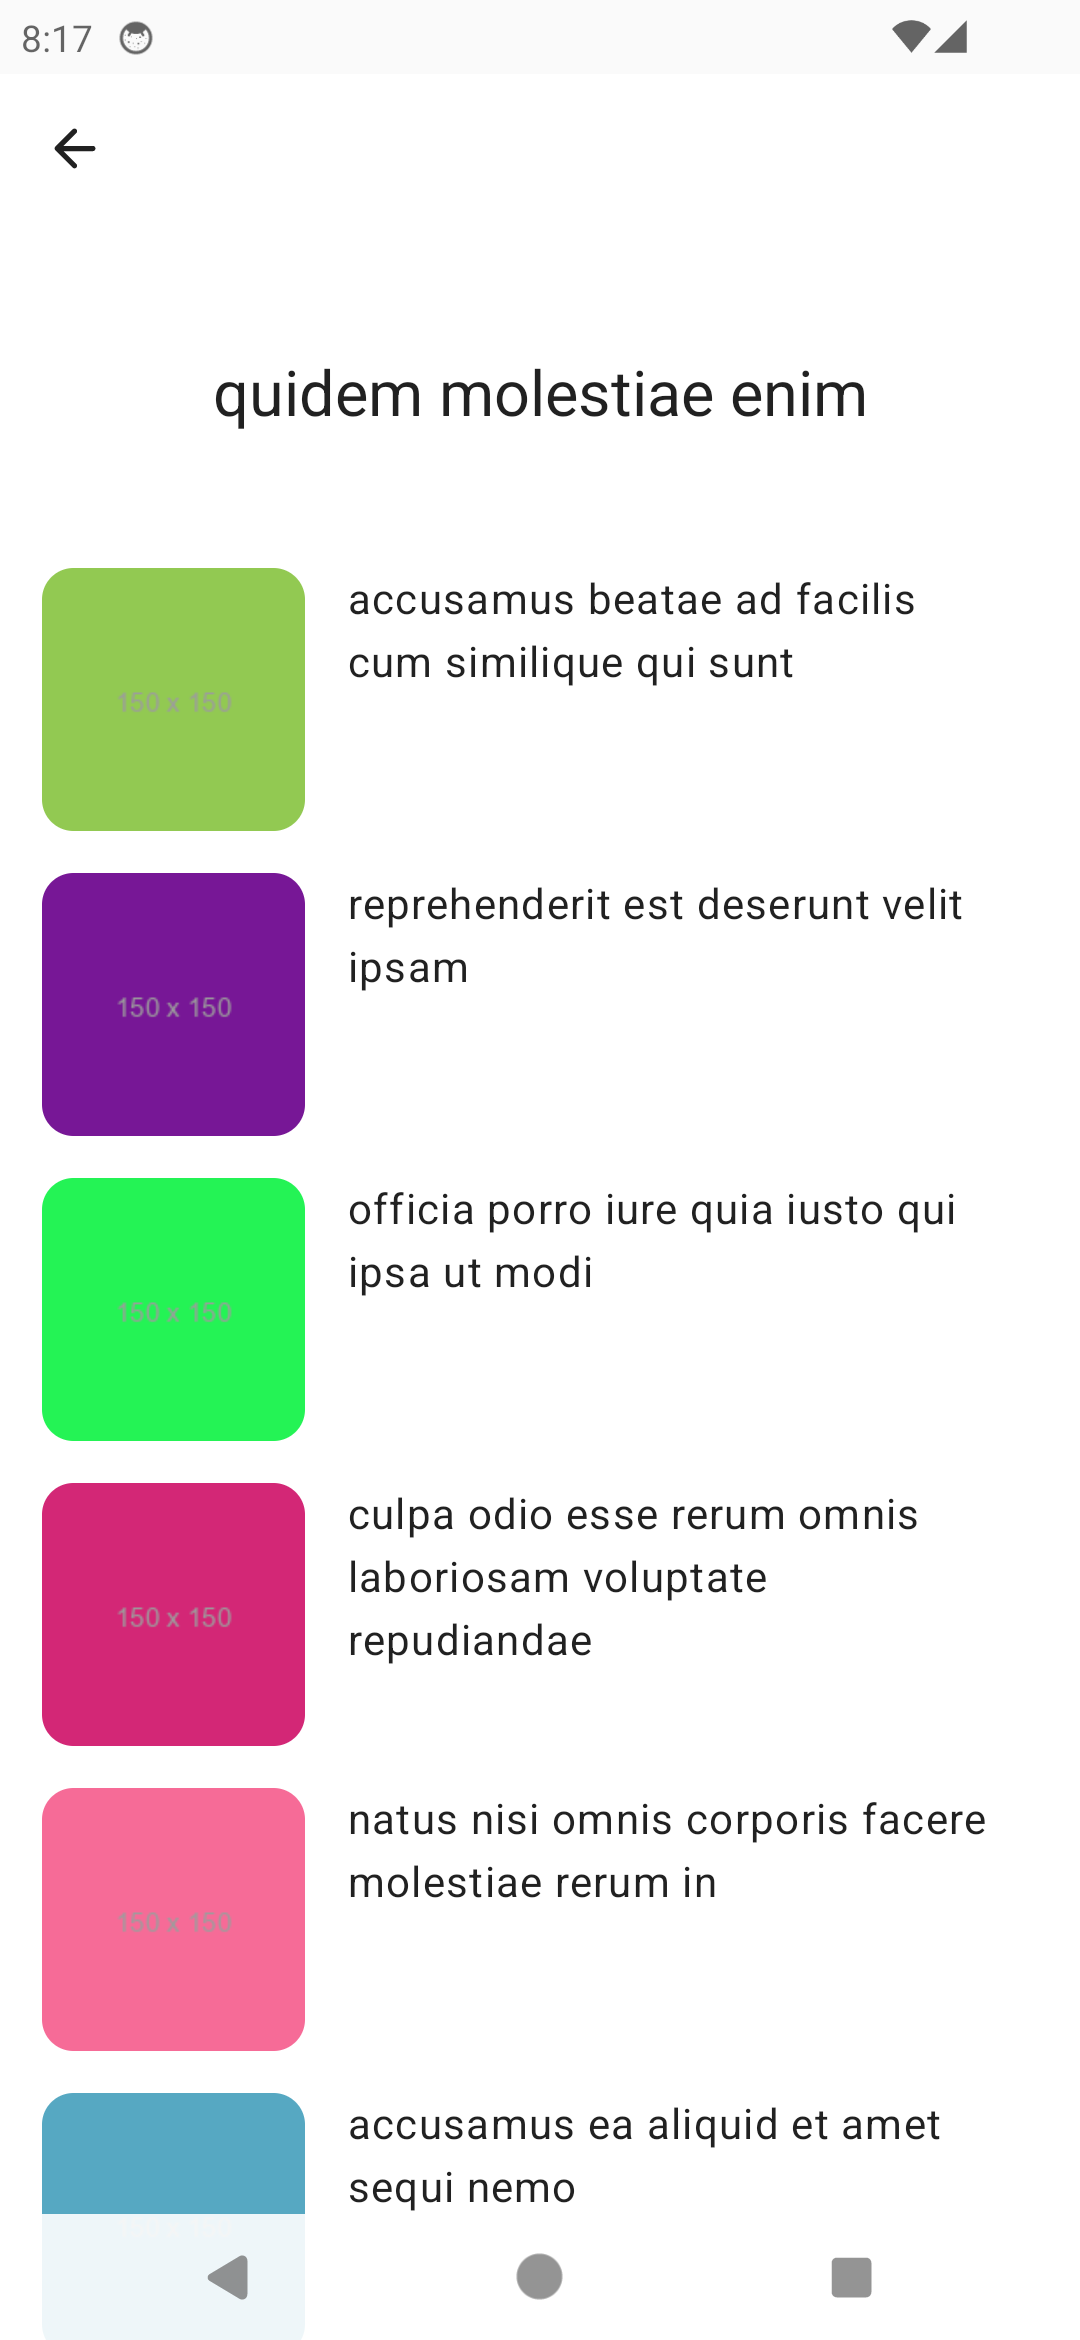 8:17
quidem molestiae enim
150 x 150
accusamus beatae ad facilis
cum similique qui sunt
150 x 150
reprehenderit est deserunt velit
ipsam
150 x 150
officia porro iure quia iusto qui
ipsa ut modi
150 x 150
culpa odio esse rerum omnis
laboriosam voluptate
repudiandae
150 x 150
natus nisi omnis corporis facere
molestiae rerum in
accusamus ea aliquid et amet
sequi nemo